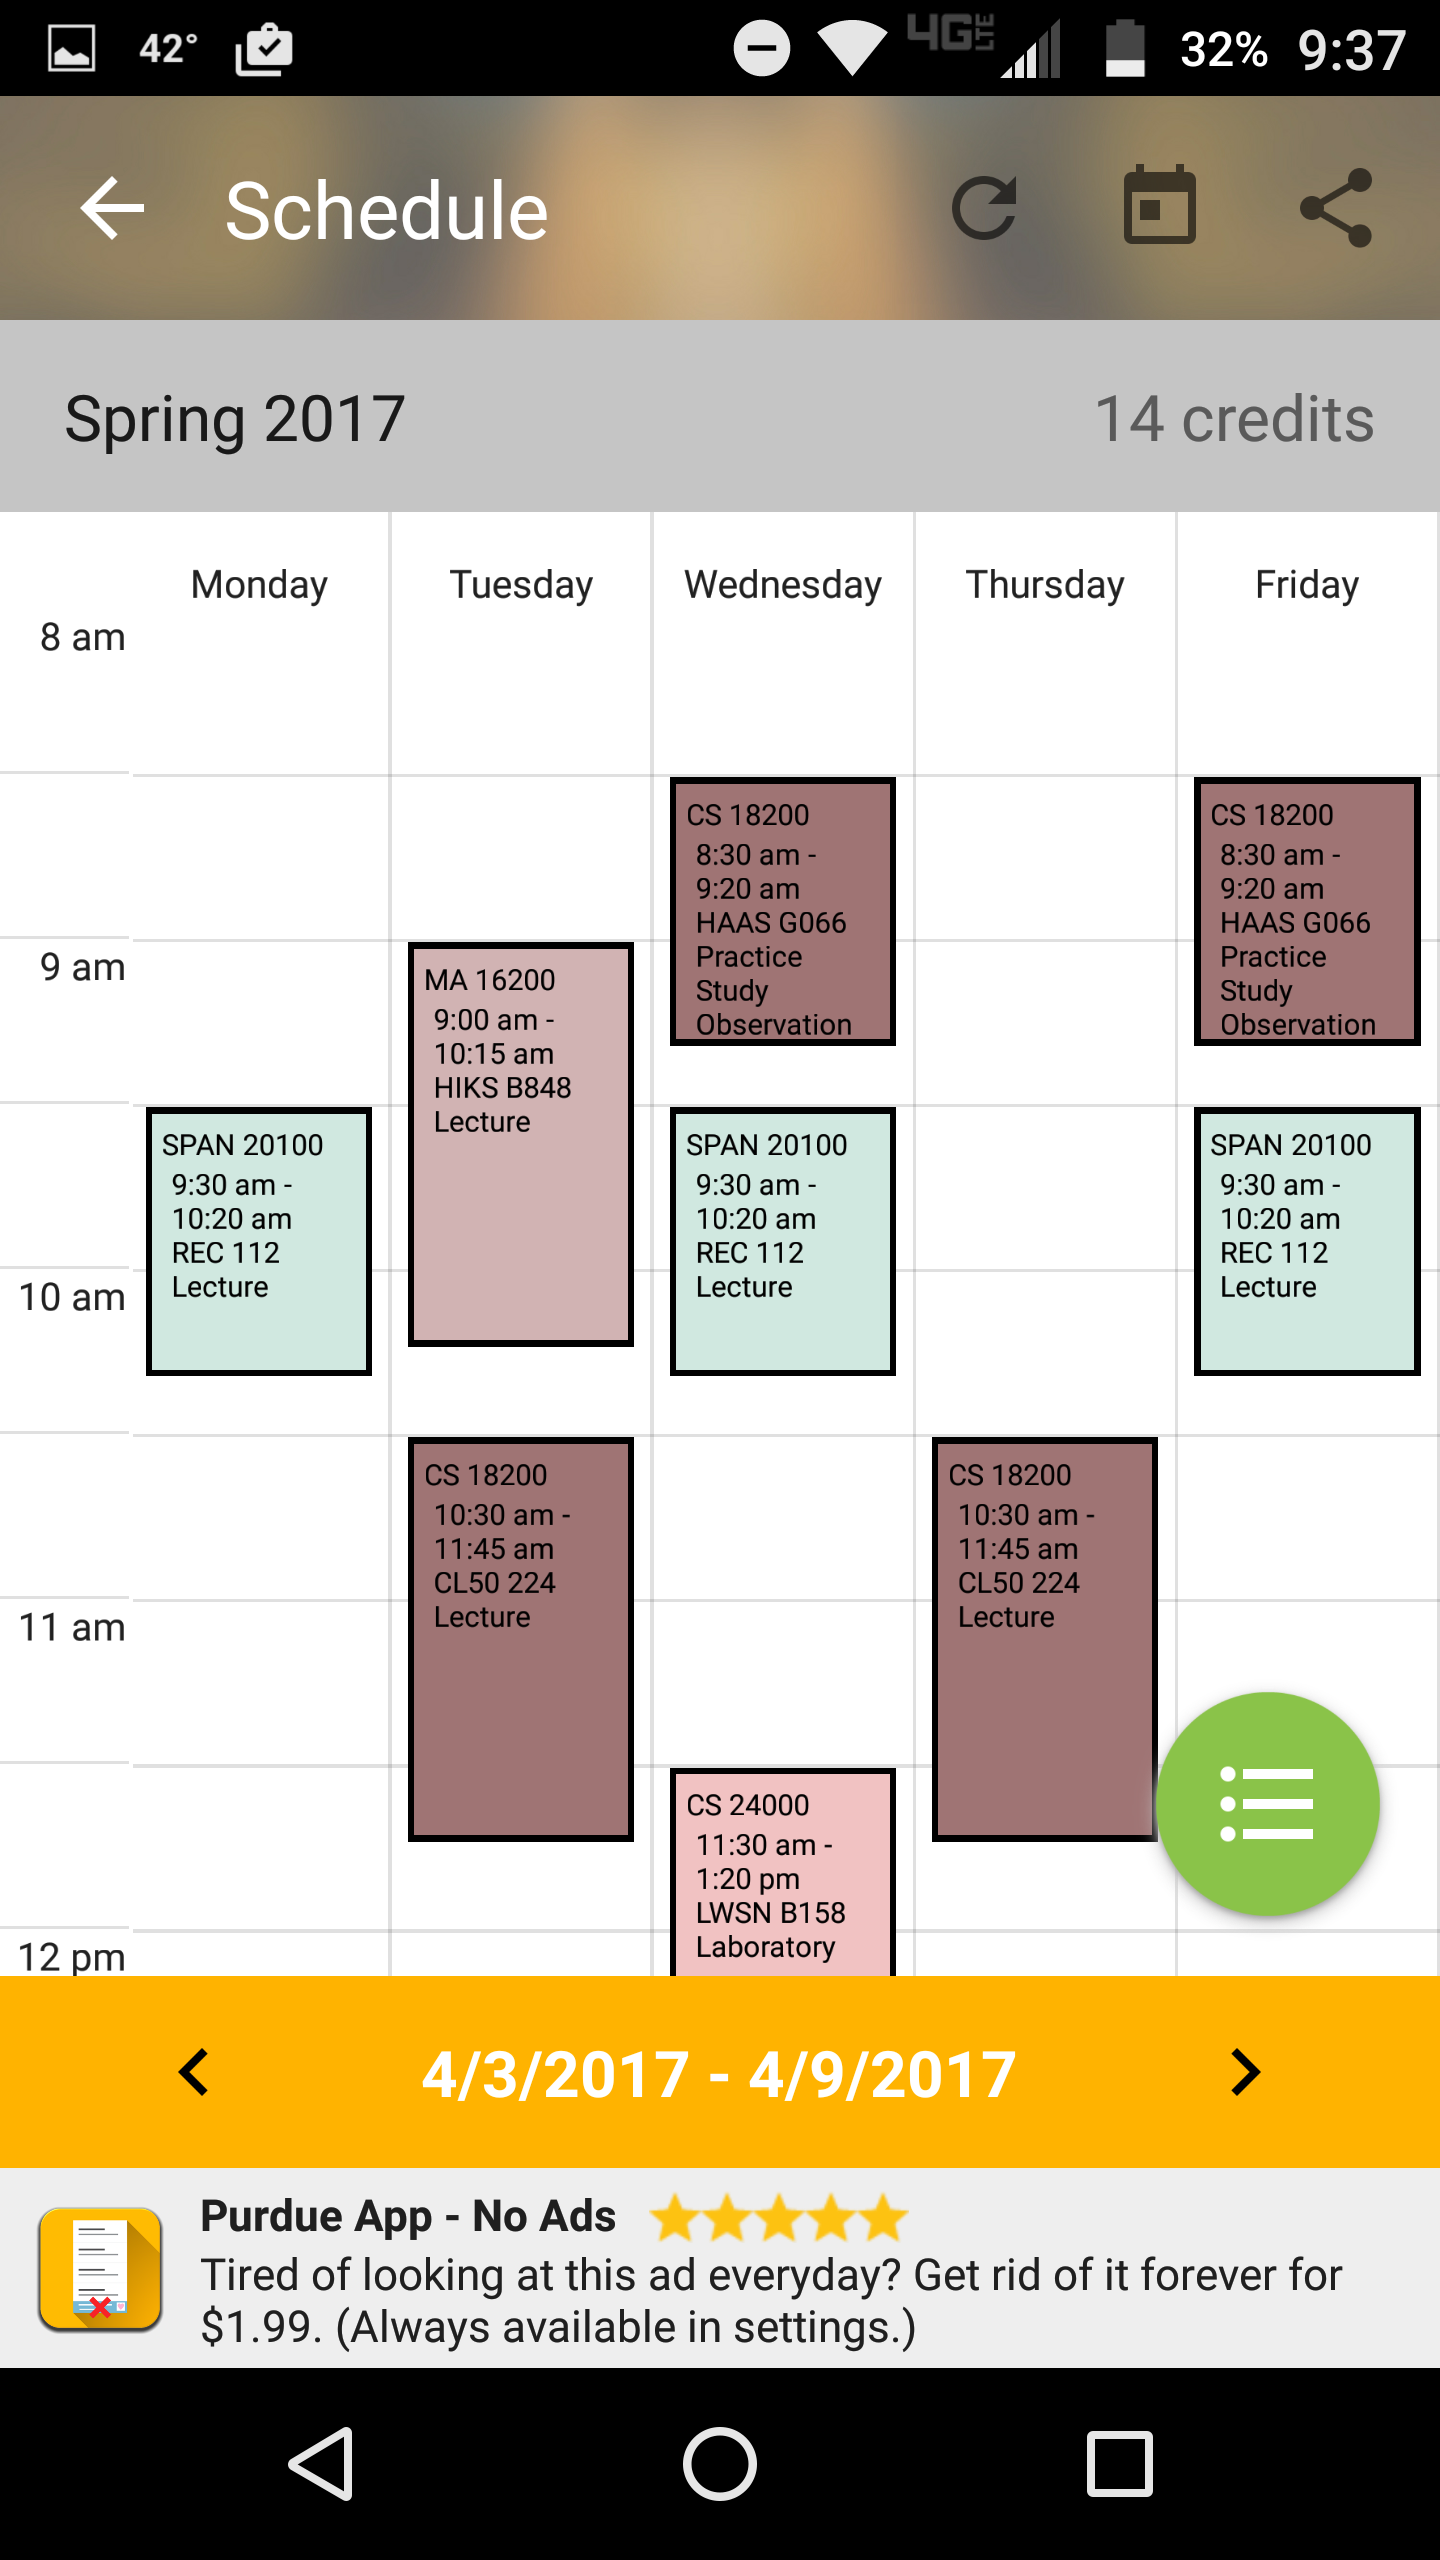 42° 4G LTE 32% 9:37
Schedule
Spring 2017 14 credits
Monday Tuesday Wednesday Thursday Friday
8 am
9 am
10 am
11 am
12 pm
SPAN 20100
9:30 am -
10:20 am
REC 112
Lecture
MA 16200
9:00 am -
10:15 am
HIKS B848
Lecture
CS 18200
10:30 am -
11:45 am
CL50 224
Lecture
CS 18200
8:30 am -
9:20 am
HAAS G066
Practice
Study
Observation
SPAN 20100
9:30 am -
10:20 am
REC 112
Lecture
CS 24000
11:30 am -
1:20 pm
LWSN B158
Laboratory
CS 18200
10:30 am -
11:45 am
CL50 224
Lecture
CS 18200
8:30 am -
9:20 am
HAAS G066
Practice
Study
Observation
SPAN 20100
9:30 am -
10:20 am
REC 112
Lecture
4/3/2017 - 4/9/2017
Purdue App - No Ads
Tired of looking at this ad everyday? Get rid of it forever for
$1.99. (Always available in settings.)